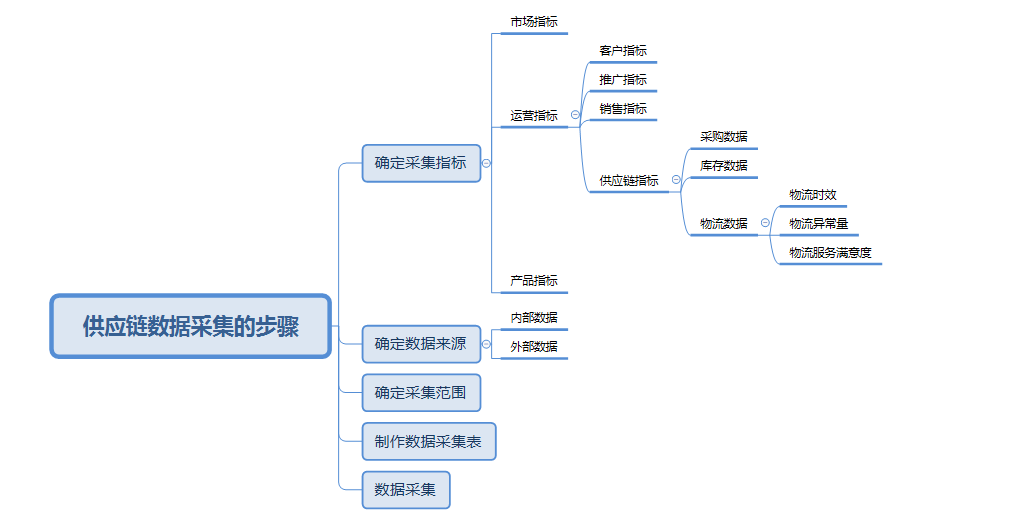 供应链数据采集的步骤
确定采集指标
市场指标
运营指标
客户指标
推广指标
销售指标
供应链指标
采购数据
库存数据
物流数据
物流时效
物流异常量
物流服务满意度
产品指标
确定数据来源
内部数据
外部数据
确定采集范围
制作数据采集表
数据采集